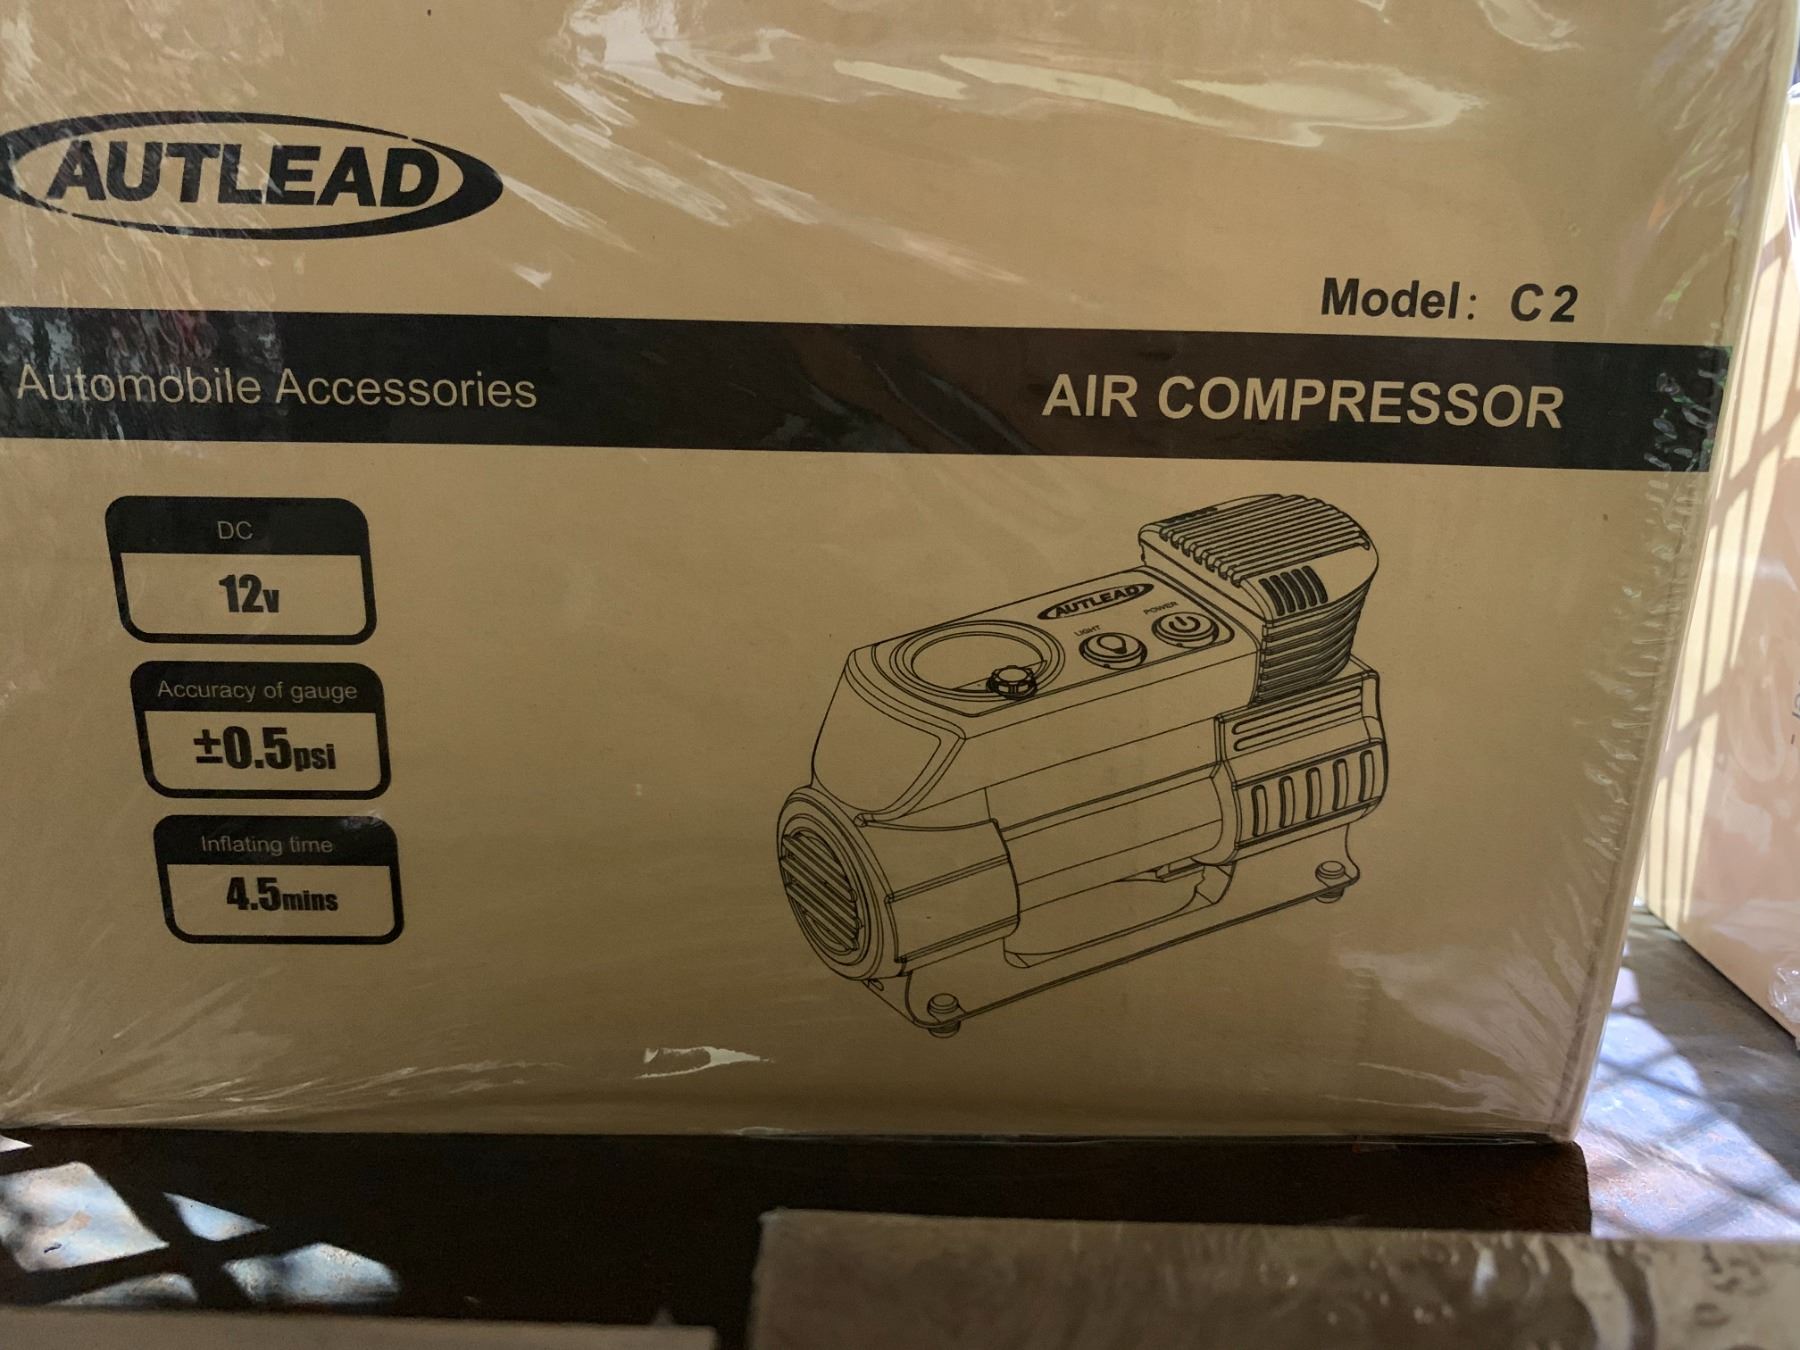 AUTLEAD
Model: C2
Automobile Accessories
AIR COMPRESSOR
DC
12v
Accuracy of gauge
±0.5psi
Inflating time
4.5mins
AUTLEAD
LIGHT
POWER